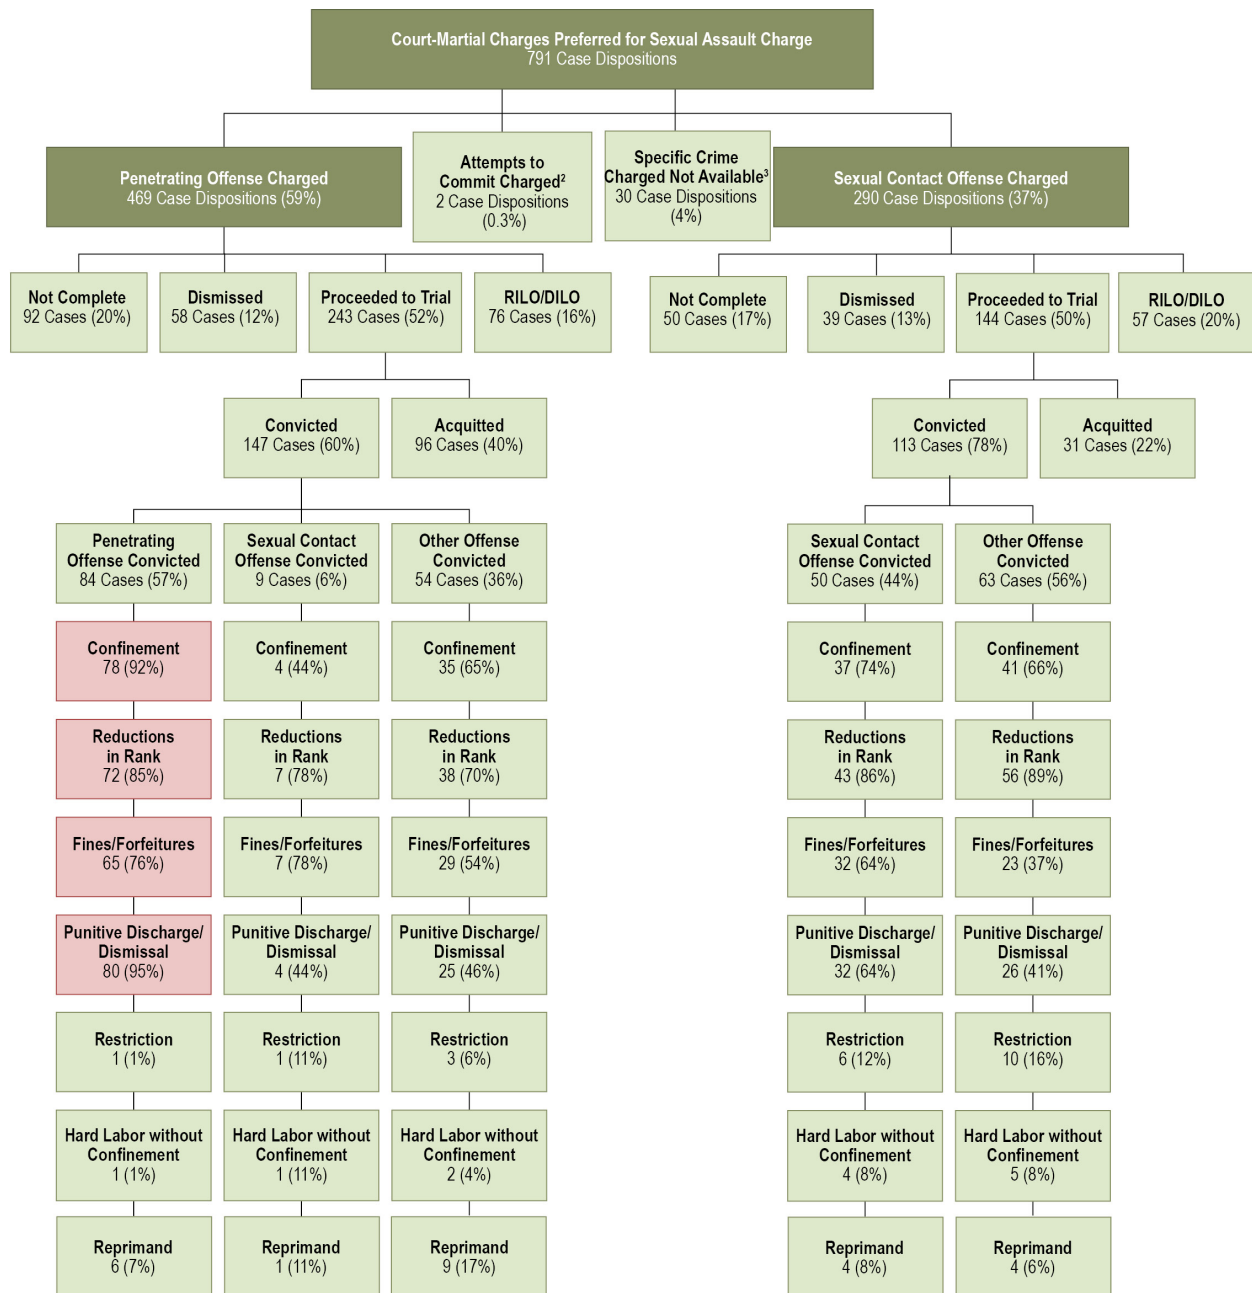 Court-Martial Charges Preferred for Sexual Assault Charge
791 Case Dispositions
Penetrating Offense Charged
469 Case Dispositions (59%)
Attempts to
Commit Charged²
2 Case Dispositions
(0.3%)
Specific Crime
Charged Not Available³
30 Case Dispositions
(4%)
Sexual Contact Offense Charged
290 Case Dispositions (37%)
Not Complete
92 Cases (20%)
Dismissed
58 Cases (12%)
Proceeded to Trial
243 Cases (52%)
RILO/DILO
76 Cases (16%)
Not Complete
50 Cases (17%)
Dismissed
39 Cases (13%)
Proceeded to Trial
144 Cases (50%)
RILO/DILO
57 Cases (20%)
Convicted
147 Cases (60%)
Acquitted
96 Cases (40%)
Convicted
113 Cases (78%)
Acquitted
31 Cases (22%)
Penetrating
Offense Convicted
84 Cases (57%)
Sexual Contact
Offense Convicted
9 Cases (6%)
Other Offense
Convicted
54 Cases (36%)
Sexual Contact
Offense Convicted
50 Cases (44%)
Other Offense
Convicted
63 Cases (56%)
Confinement
78 (92%)
Confinement
4 (44%)
Confinement
35 (65%)
Confinement
37 (74%)
Confinement
41 (66%)
Reductions
in Rank
72 (85%)
Reductions
in Rank
7 (78%)
Reductions
in Rank
38 (70%)
Reductions
in Rank
43 (86%)
Reductions
in Rank
56 (89%)
Fines/Forfeitures
65 (76%)
Fines/Forfeitures
7 (78%)
Fines/Forfeitures
29 (54%)
Fines/Forfeitures
32 (64%)
Fines/Forfeitures
23 (37%)
Punitive Discharge/
Dismissal
80 (95%)
Punitive Discharge/
Dismissal
4 (44%)
Punitive Discharge/
Dismissal
25 (46%)
Punitive Discharge/
Dismissal
32 (64%)
Punitive Discharge/
Dismissal
26 (41%)
Restriction
1 (1%)
Restriction
1 (11%)
Restriction
3 (6%)
Restriction
6 (12%)
Restriction
10 (16%)
Hard Labor without
Confinement
1 (1%)
Hard Labor without
Confinement
1 (11%)
Hard Labor without
Confinement
2 (4%)
Hard Labor without
Confinement
4 (8%)
Hard Labor without
Confinement
5 (8%)
Reprimand
6 (7%)
Reprimand
1 (11%)
Reprimand
9 (17%)
Reprimand
4 (8%)
Reprimand
4 (6%)